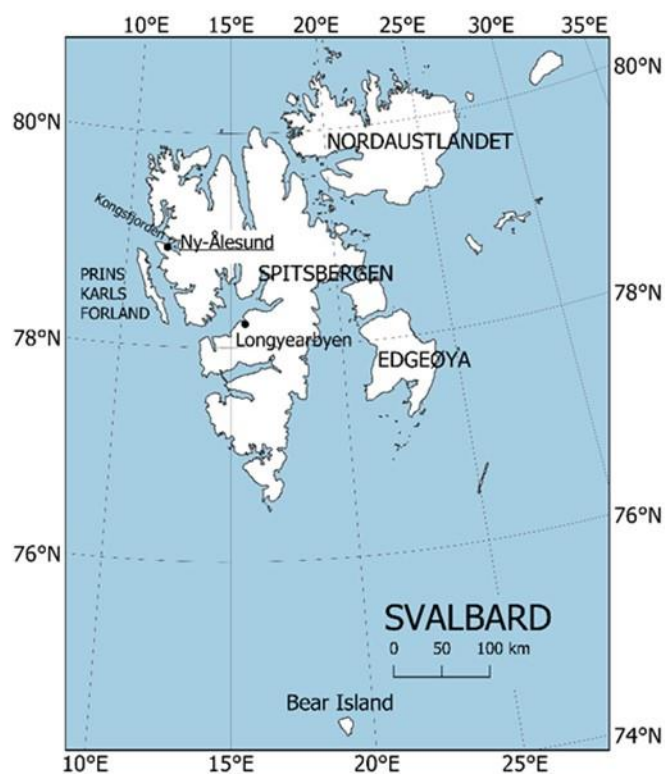 10°E 15°E 20°E 25°E 30°E 35°E
80°N
80°N
NORDAUSTLANDET
Kongsfjorden
Ny-Ålesund
PRINS
KARLS
FORLAND
SPITSBERGEN
78°N
78°N
Longyearbyen
EDGEØYA
76°N
76°N
SVALBARD
0 50 100 km
Bear Island
74°N
10°E 15°E 20°E 25°E